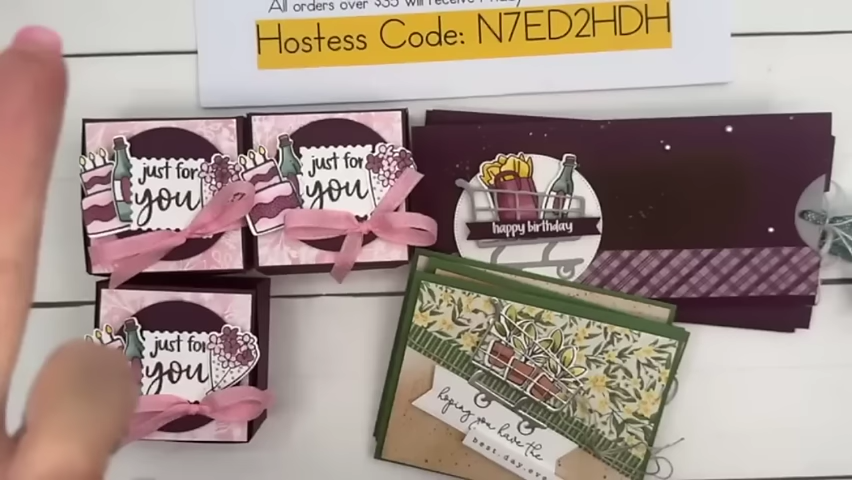 All orders over $35 will receive Friday
Hostess Code: N7ED2HDH
just for
you
just for
you
happy birthday
just for
you
hoping you have the
best.day.ever